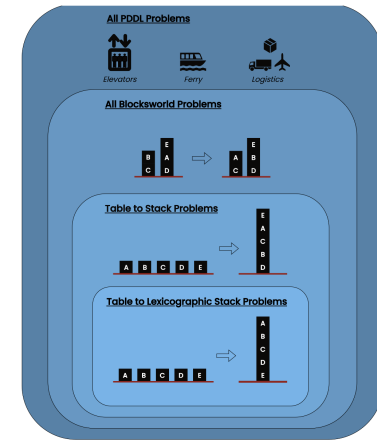 All PDDL Problems
Elevators Ferry Logistics
All Blocksworld Problems
E
B A
C D
E
A B
C D
Table to Stack Problems
E
A
C
B
D
A B C D E
Table to Lexicographic Stack Problems
A
B
C
D
E
A B C D E